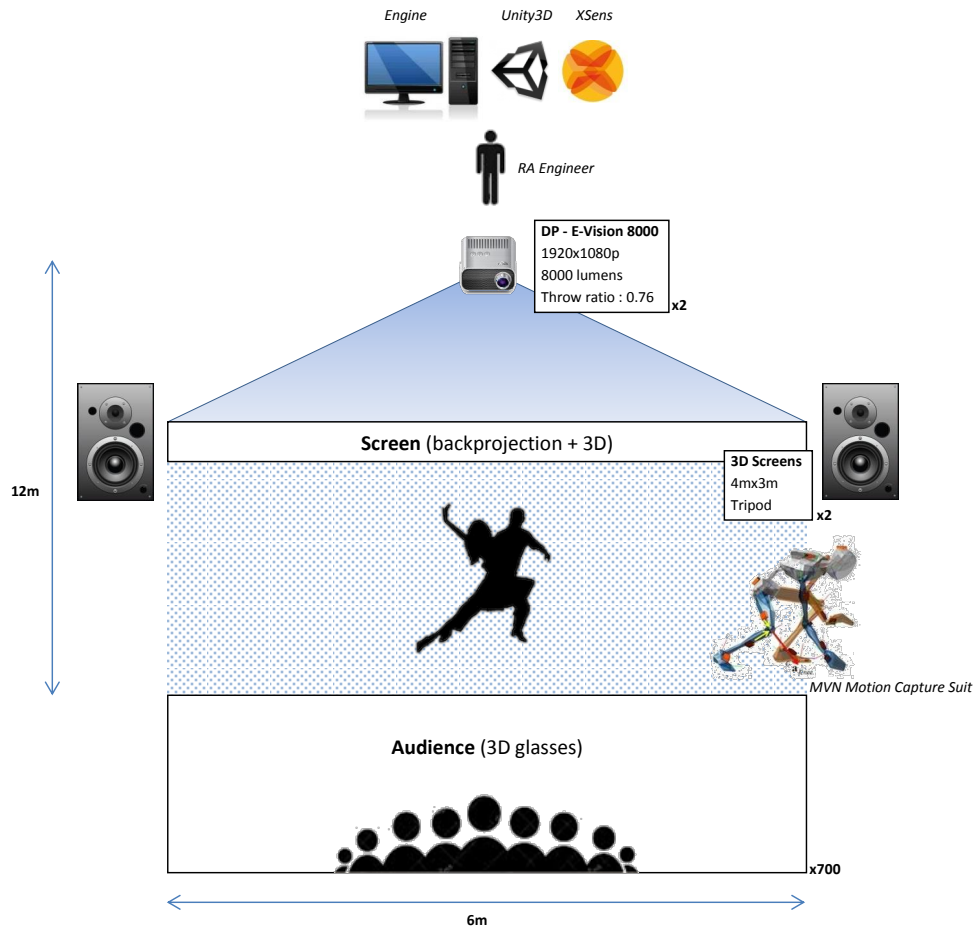 Engine
Unity3D
XSens
RA Engineer
DP - E-Vision 8000
1920x1080p
8000 lumens
Throw ratio : 0.76
x2
Screen (backprojection + 3D)
3D Screens
4mx3m
Tripod
x2
12m
MVN Motion Capture Suit
Audience (3D glasses)
x700
6m